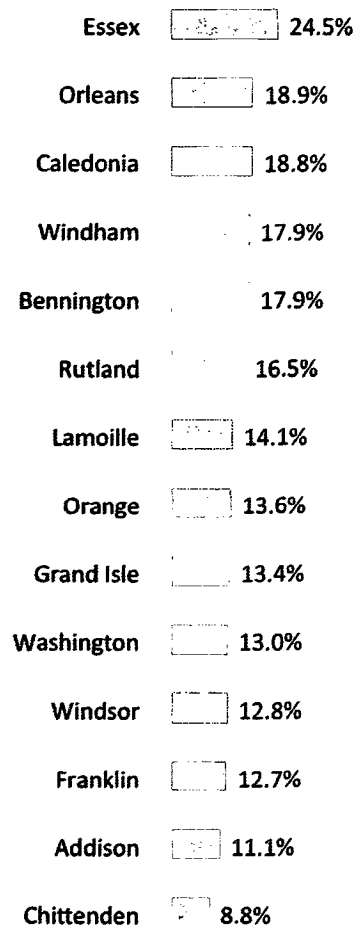 Essex 24.5%
Orleans 18.9%
Caledonia 18.8%
Windham 17.9%
Bennington 17.9%
Rutland 16.5%
Lamoille 14.1%
Orange 13.6%
Grand Isle 13.4%
Washington 13.0%
Windsor 12.8%
Franklin 12.7%
Addison 11.1%
Chittenden 8.8%